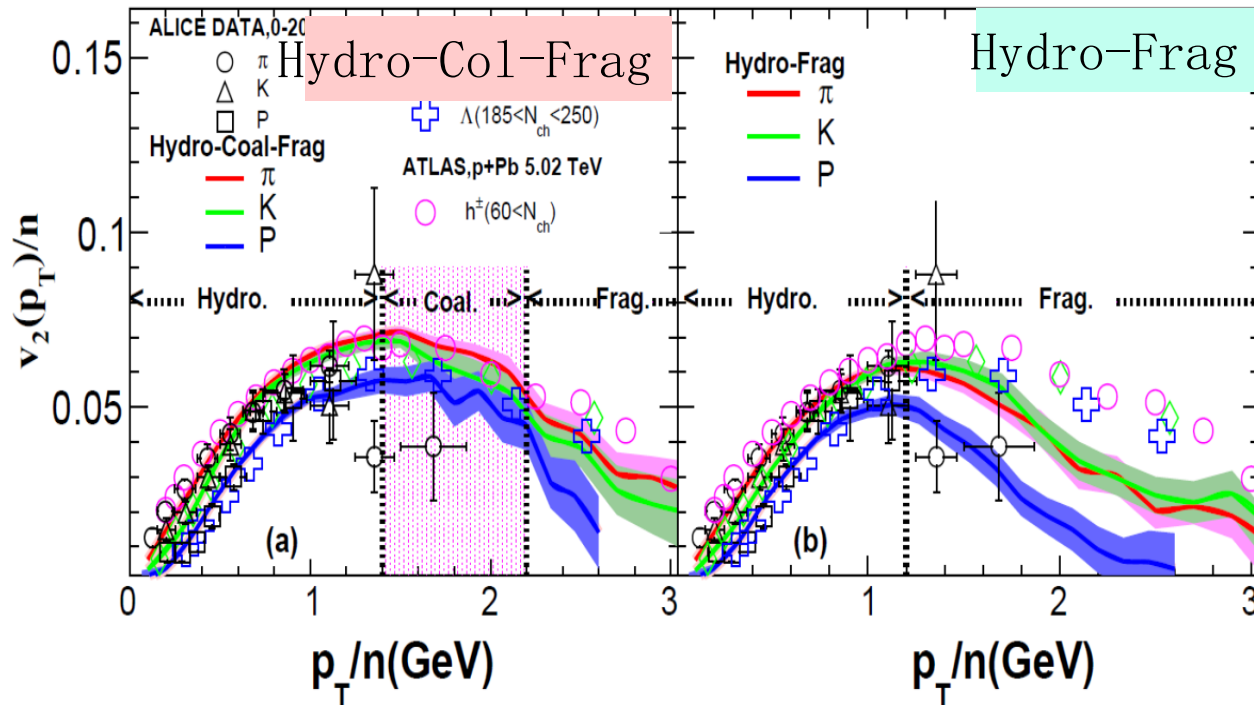 ALICE DATA,0-20
π
K
P
Hydro-Coal-Frag
π
K
P
Hydro-Col-Frag
Λ(185<N_ch<250)
ATLAS,p+Pb 5.02 TeV
h±(60<N_ch)
Hydro-Frag
Hydro-Frag
π
K
P
v₂(p_T)/n
0.15
0.1
0.05
<... Hydro. ...> <.. Coal. ..> <... Frag.
<... Hydro. ...> <... Frag. ...
(a)
(b)
0 1 2 3
1 2 3
p_T/n(GeV)
p_T/n(GeV)